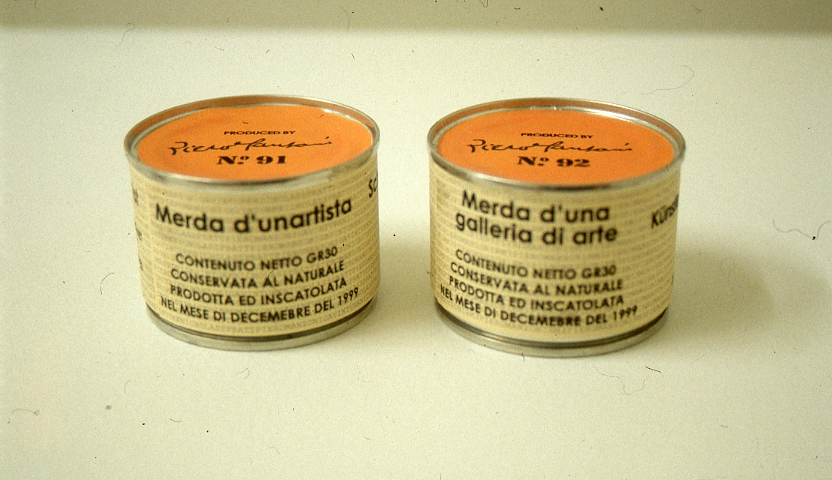 PRODUCED BY
Nº 91
Merda d'unartista
CONTENUTO NETTO GR30
CONSERVATA AL NATURALE
PRODOTTA ED INSCATOLATA
NEL MESE DI DECEMEBRE DEL 1999
PRODUCED BY
Nº 92
Merda d'una
galleria di arte
CONTENUTO NETTO GR30
CONSERVATA AL NATURALE
PRODOTTA ED INSCATOLATA
NEL MESE DI DECEMEBRE DEL 1999